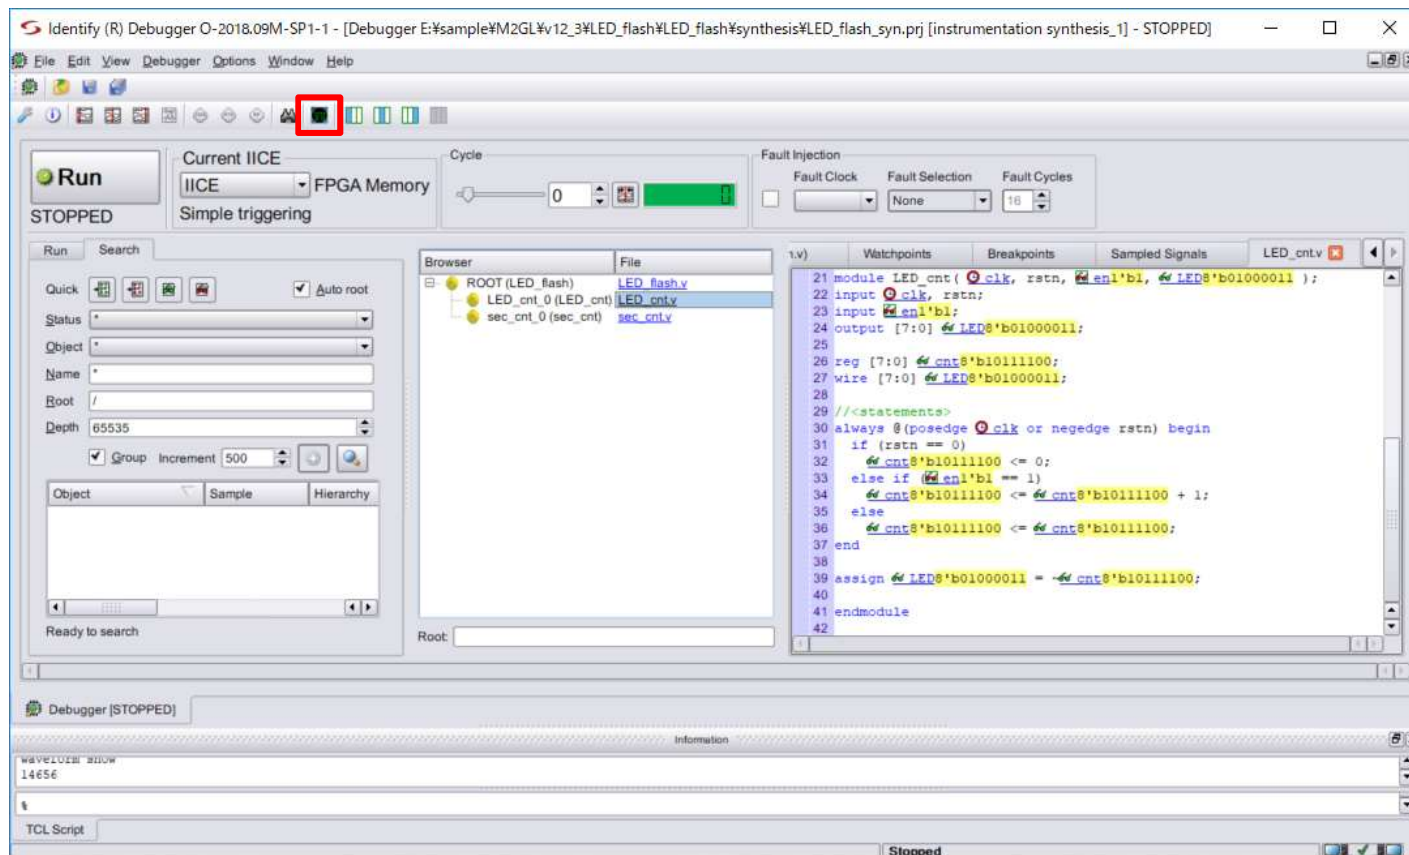 Identify (R) Debugger O-2018.09M-SP1-1 - [Debugger E:¥sample¥M2GL¥v12_3¥LED_flash¥LED_flash¥synthesis¥LED_flash_syn.prj [instrumentation synthesis_1] - STOPPED]
File Edit View Debugger Options Window Help
Run
STOPPED
Current IICE
IICE
FPGA Memory
Simple triggering
Cycle
0
0
Fault Injection
Fault Clock Fault Selection Fault Cycles
None
16
Run Search
Quick
Auto root
Status *
Object *
Name *
Root /
Depth 65535
Group Increment 500
Object Sample Hierarchy
Ready to search
Browser File
ROOT (LED_flash) LED_flash.v
LED_cnt_0 (LED_cnt) LED_cnt.v
sec_cnt_0 (sec_cnt) sec_cnt.v
Root:
Watchpoints Breakpoints Sampled Signals LED_cnt.v
21 module LED_cnt( clk, rstn, en1'b1, LED8'b01000011 );
22 input clk, rstn;
23 input en1'b1;
24 output [7:0] LED8'b01000011;
25
26 reg [7:0] cnt8'b10111100;
27 wire [7:0] LED8'b01000011;
28
29 //<statements>
30 always @(posedge clk or negedge rstn) begin
31 if (rstn == 0)
32 cnt8'b10111100 <= 0;
33 else if (en1'b1 == 1)
34 cnt8'b10111100 <= cnt8'b10111100 + 1;
35 else
36 cnt8'b10111100 <= cnt8'b10111100;
37 end
38
39 assign LED8'b01000011 = ~cnt8'b10111100;
40
41 endmodule
42
Debugger [STOPPED]
Information
waveform show
14656
%
TCL Script
Stopped